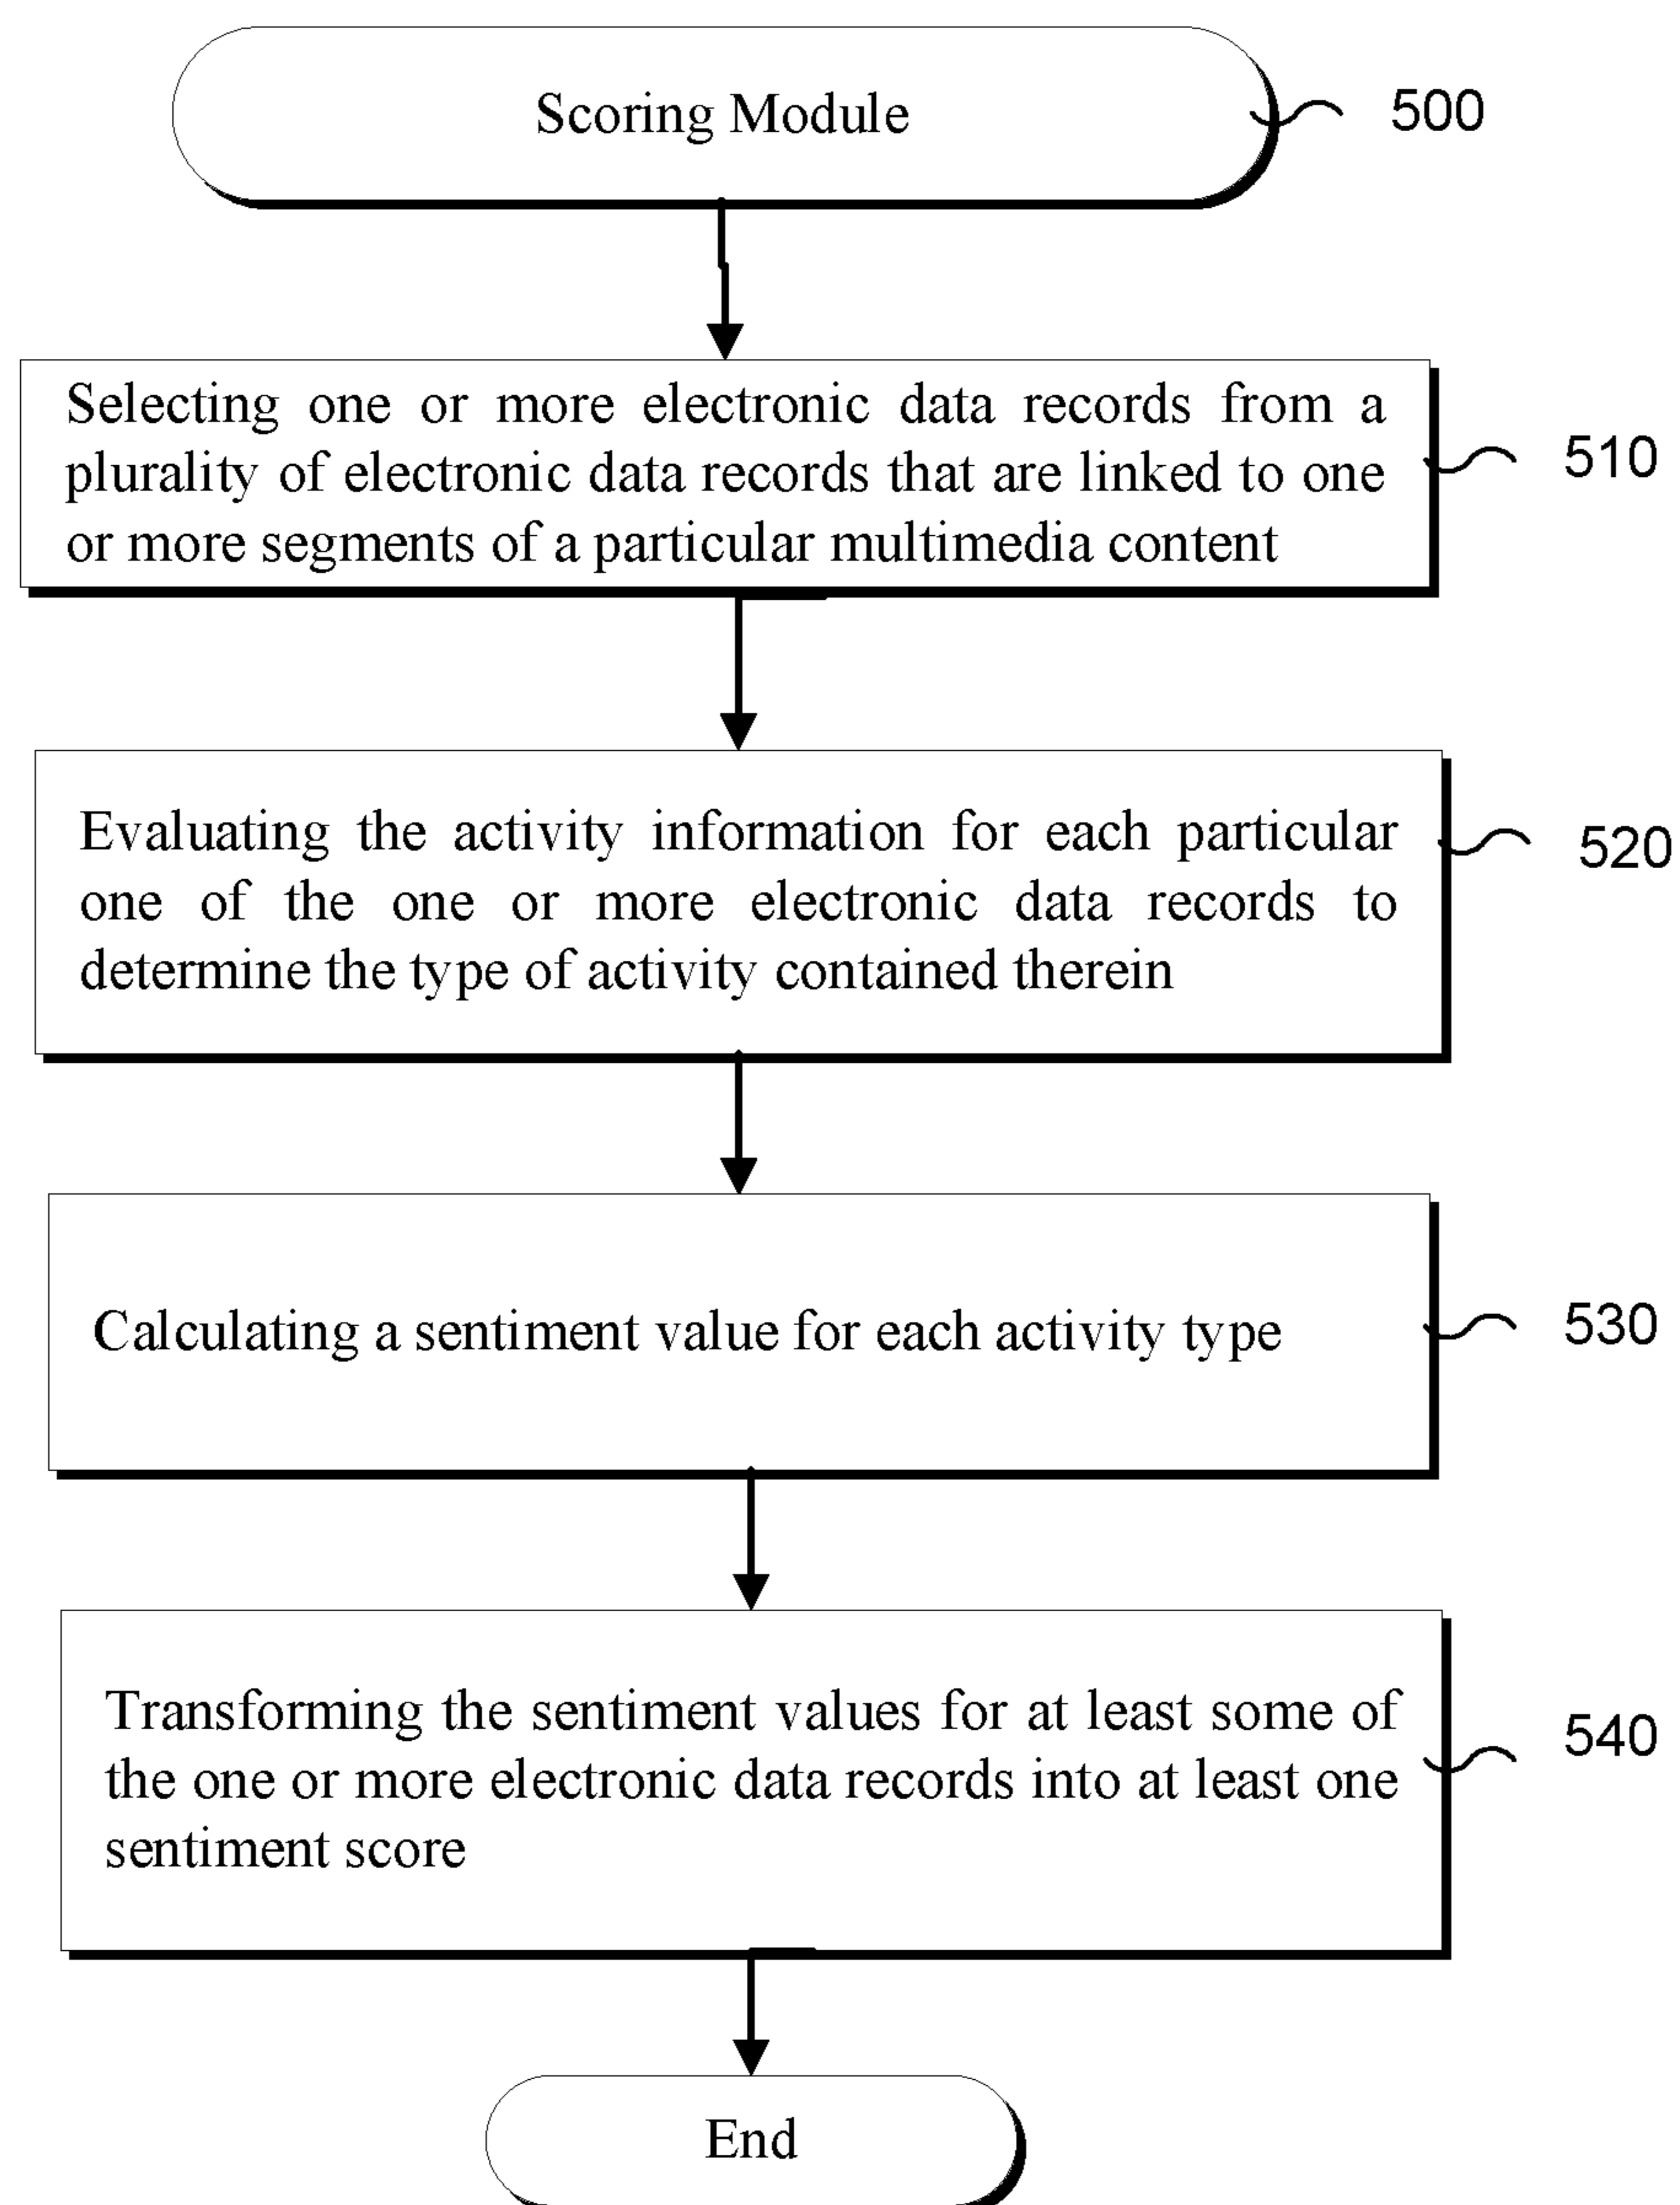 Scoring Module
500
Selecting one or more electronic data records from a
plurality of electronic data records that are linked to one
or more segments of a particular multimedia content
510
Evaluating the activity information for each particular
one of the one or more electronic data records to
determine the type of activity contained therein
520
Calculating a sentiment value for each activity type
530
Transforming the sentiment values for at least some of
the one or more electronic data records into at least one
sentiment score
540
End